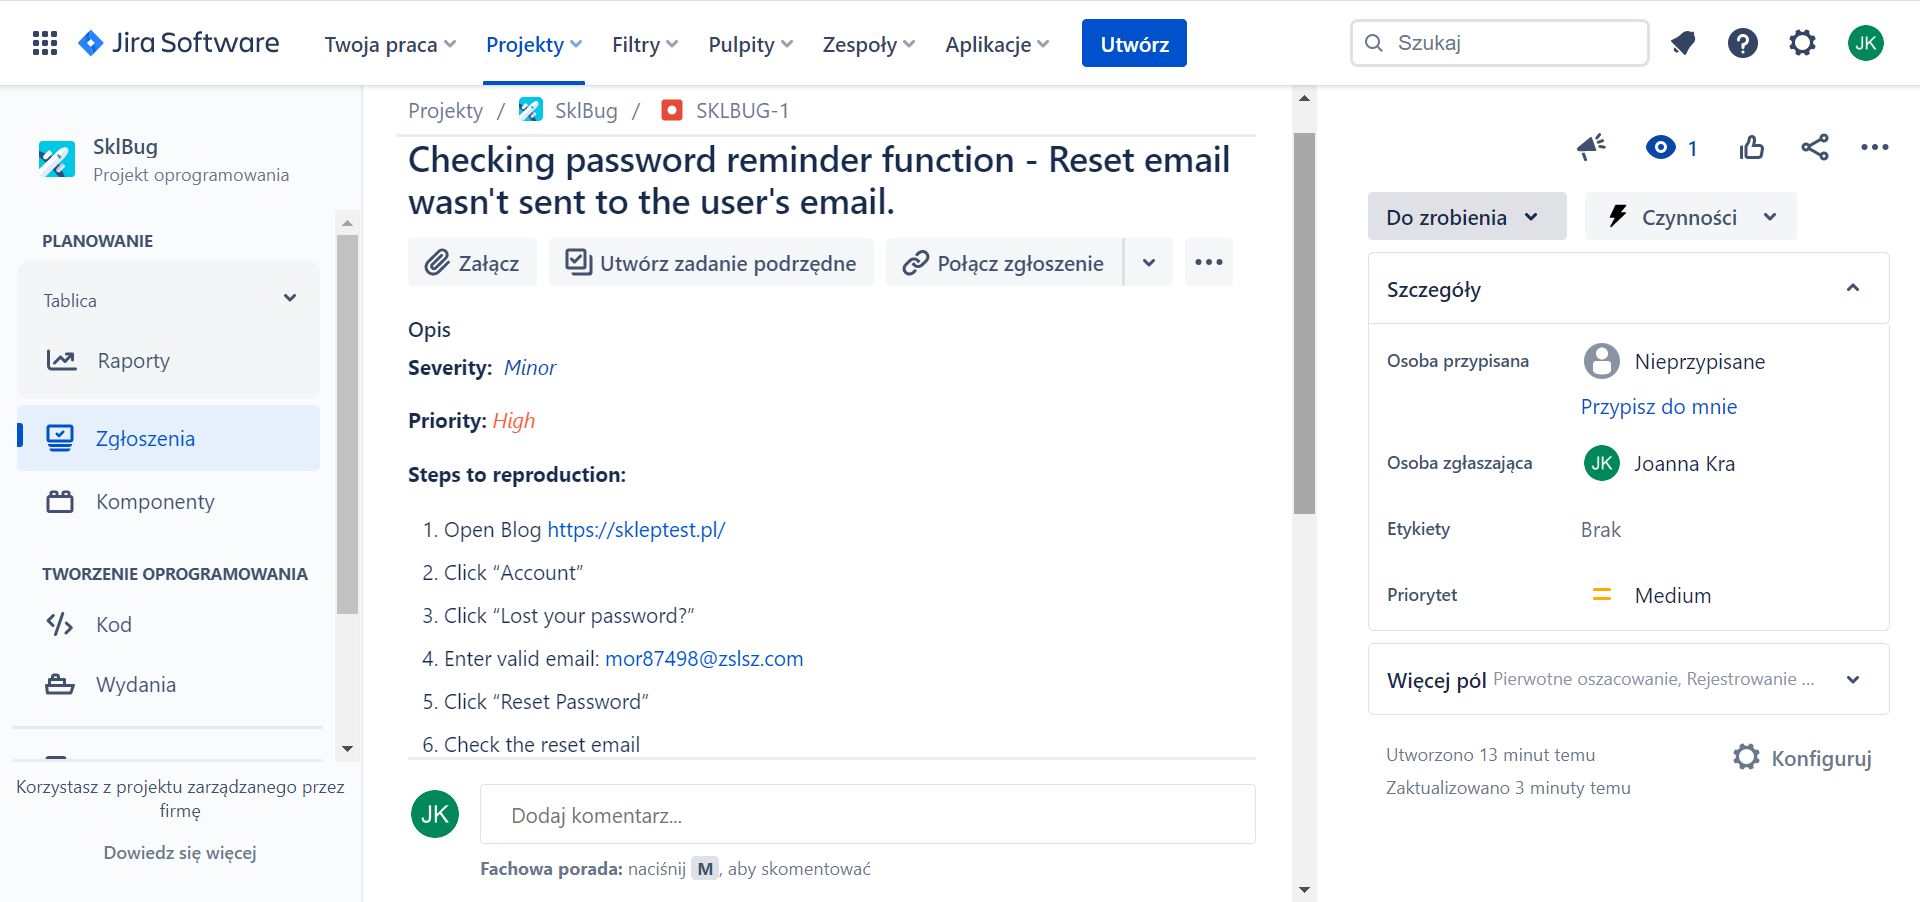 Jira Software
Twoja praca
Projekty
Filtry
Pulpity
Zespoły
Aplikacje
Utwórz
Szukaj
JK
SklBug
Projekt oprogramowania
PLANOWANIE
Tablica
Raporty
Zgłoszenia
Komponenty
TWORZENIE OPROGRAMOWANIA
Kod
Wydania
Korzystasz z projektu zarządzanego przez
firmę
Dowiedz się więcej
Projekty / SklBug / SKLBUG-1
Checking password reminder function - Reset email
wasn't sent to the user's email.
Załącz
Utwórz zadanie podrzędne
Połącz zgłoszenie
Opis
Severity: Minor
Priority: High
Steps to reproduction:
1. Open Blog https://skleptest.pl/
2. Click “Account”
3. Click “Lost your password?”
4. Enter valid email: mor87498@zslsz.com
5. Click “Reset Password”
6. Check the reset email
JK
Dodaj komentarz...
Fachowa porada: naciśnij M, aby skomentować
1
Do zrobienia
Czynności
Szczegóły
Osoba przypisana
Nieprzypisane
Przypisz do mnie
Osoba zgłaszająca
JK
Joanna Kra
Etykiety
Brak
Priorytet
Medium
Więcej pól Pierwotne oszacowanie, Rejestrowanie ...
Utworzono 13 minut temu
Zaktualizowano 3 minuty temu
Konfiguruj